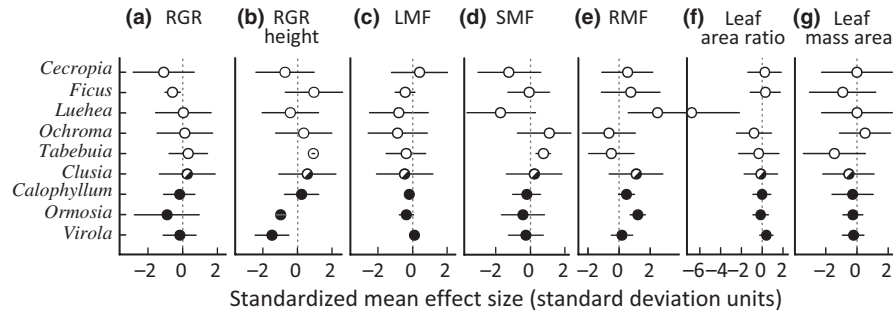 (a) RGR (b) RGR height (c) LMF (d) SMF (e) RMF (f) Leaf area ratio (g) Leaf mass area
Cecropia
Ficus
Luehea
Ochroma
Tabebuia
Clusia
Calophyllum
Ormosia
Virola
−2 0 2 −2 0 2 −2 0 2 −2 0 2 −2 0 2 −6 −4 −2 0 2 −2 0 2
Standardized mean effect size (standard deviation units)